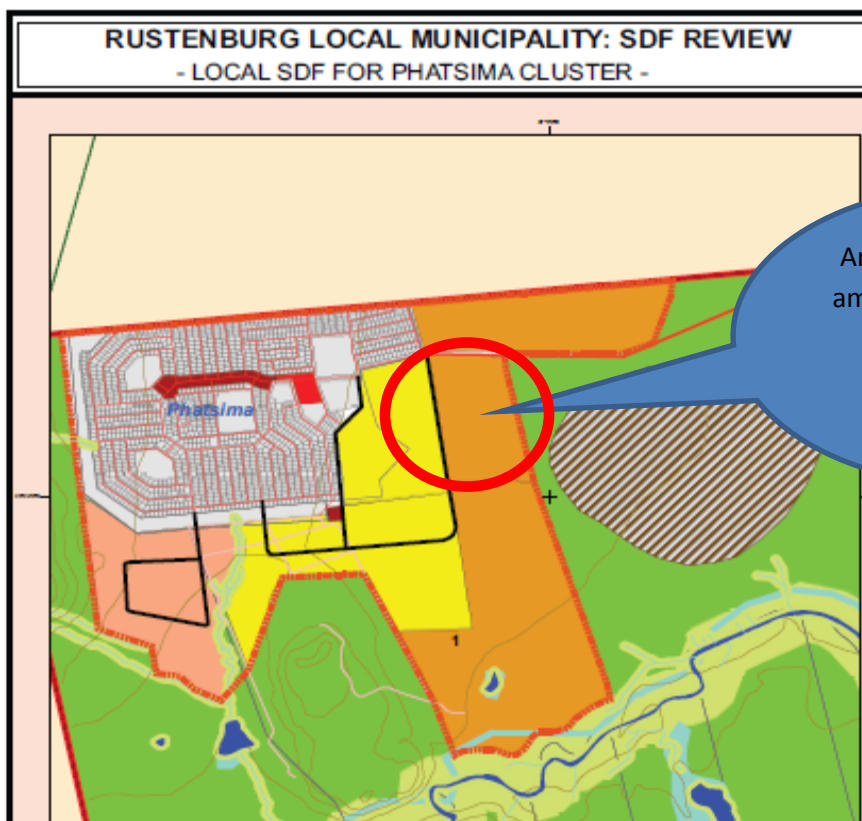 RUSTENBURG LOCAL MUNICIPALITY: SDF REVIEW
- LOCAL SDF FOR PHATSIMA CLUSTER -
Phatsima
1